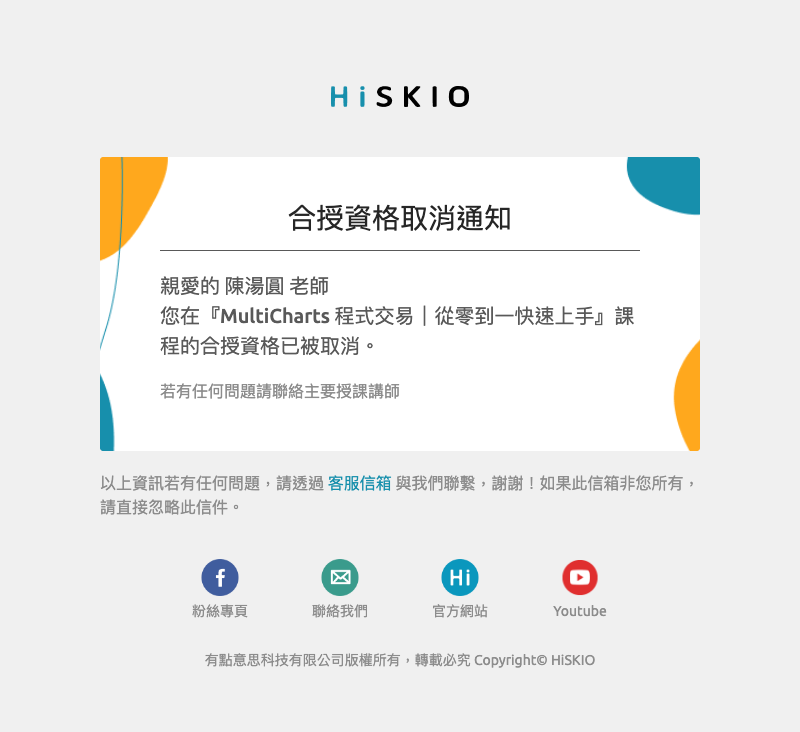 HiSKIO
合授資格取消通知
親愛的 陳湯圓 老師
您在『MultiCharts 程式交易｜從零到一快速上手』課
程的合授資格已被取消。
若有任何問題請聯絡主要授課講師
以上資訊若有任何問題，請透過 客服信箱 與我們聯繫，謝謝！如果此信箱非您所有，
請直接忽略此信件。
Hi
粉絲專頁 聯絡我們 官方網站 Youtube
有點意思科技有限公司版權所有，轉載必究 Copyright© HiSKIO